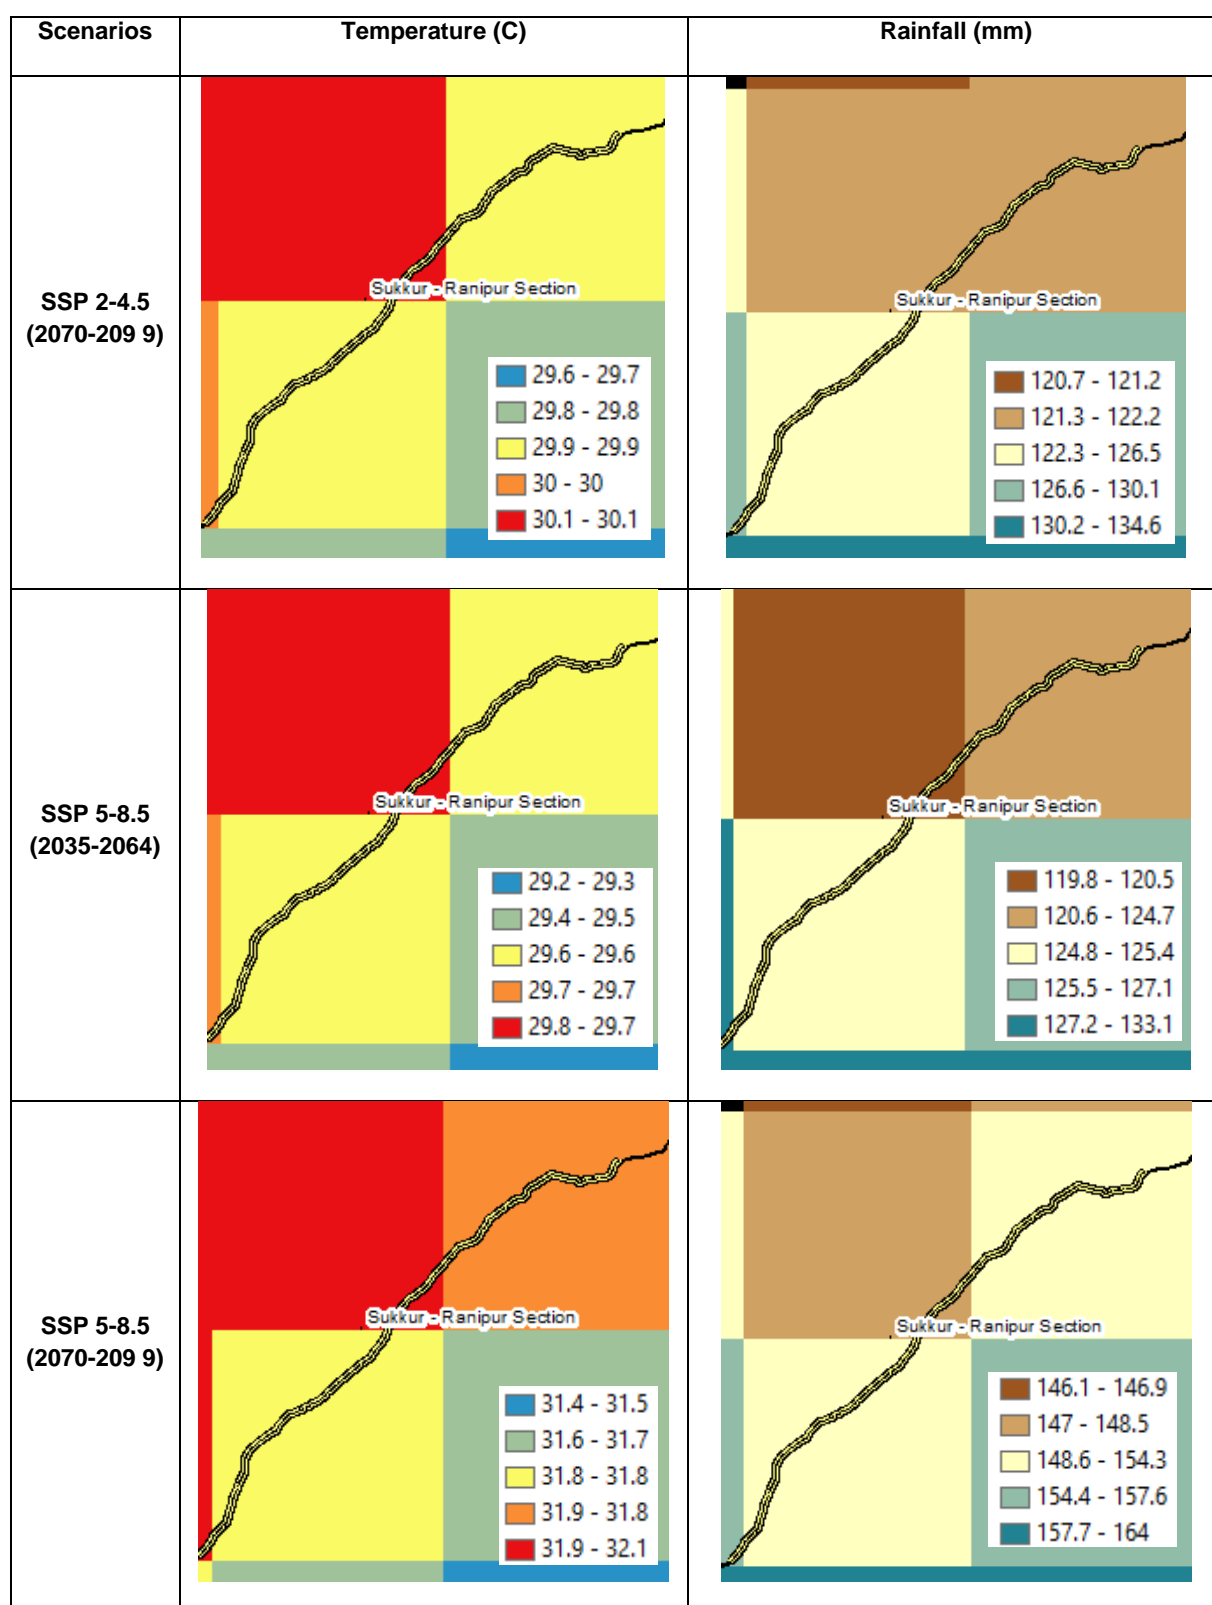 Scenarios Temperature (C) Rainfall (mm)
SSP 2-4.5
(2070-209 9)
Sukkur - Ranipur Section
29.6 - 29.7
29.8 - 29.8
29.9 - 29.9
30 - 30
30.1 - 30.1
Sukkur - Ranipur Section
120.7 - 121.2
121.3 - 122.2
122.3 - 126.5
126.6 - 130.1
130.2 - 134.6
SSP 5-8.5
(2035-2064)
Sukkur - Ranipur Section
29.2 - 29.3
29.4 - 29.5
29.6 - 29.6
29.7 - 29.7
29.8 - 29.7
Sukkur - Ranipur Section
119.8 - 120.5
120.6 - 124.7
124.8 - 125.4
125.5 - 127.1
127.2 - 133.1
SSP 5-8.5
(2070-209 9)
Sukkur - Ranipur Section
31.4 - 31.5
31.6 - 31.7
31.8 - 31.8
31.9 - 31.8
31.9 - 32.1
Sukkur - Ranipur Section
146.1 - 146.9
147 - 148.5
148.6 - 154.3
154.4 - 157.6
157.7 - 164